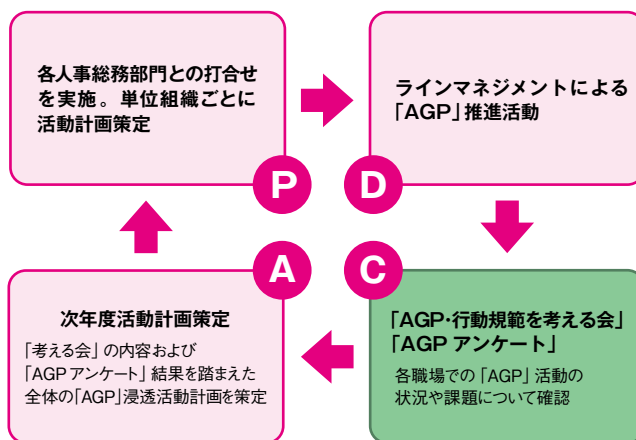 各人事総務部門との打合せ
を実施。単位組織ごとに
活動計画策定
P
ラインマネジメントによる
「AGP」推進活動
D
「AGP・行動規範を考える会」
「AGP アンケート」
各職場での「AGP」活動の
状況や課題について確認
C
次年度活動計画策定
「考える会」の内容および
「AGPアンケート」結果を踏まえた
全体の「AGP」浸透活動計画を策定
A